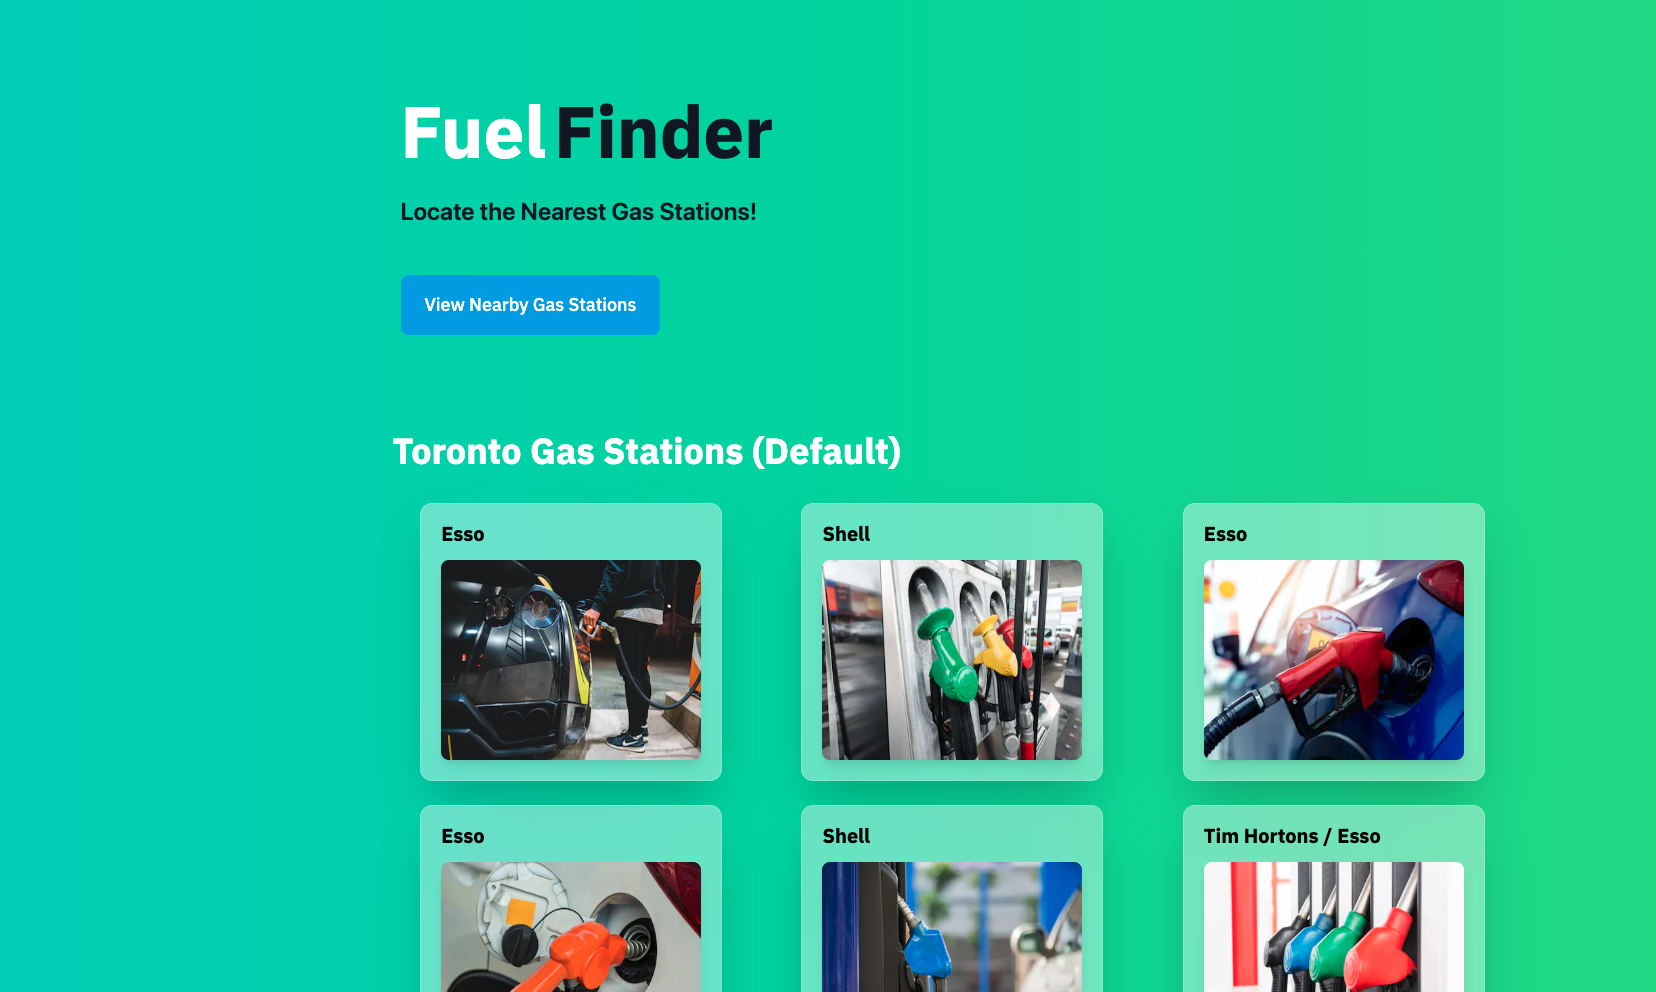 Fuel Finder
Locate the Nearest Gas Stations!
View Nearby Gas Stations
Toronto Gas Stations (Default)
Esso
Shell
Esso
Esso
Shell
Tim Hortons / Esso